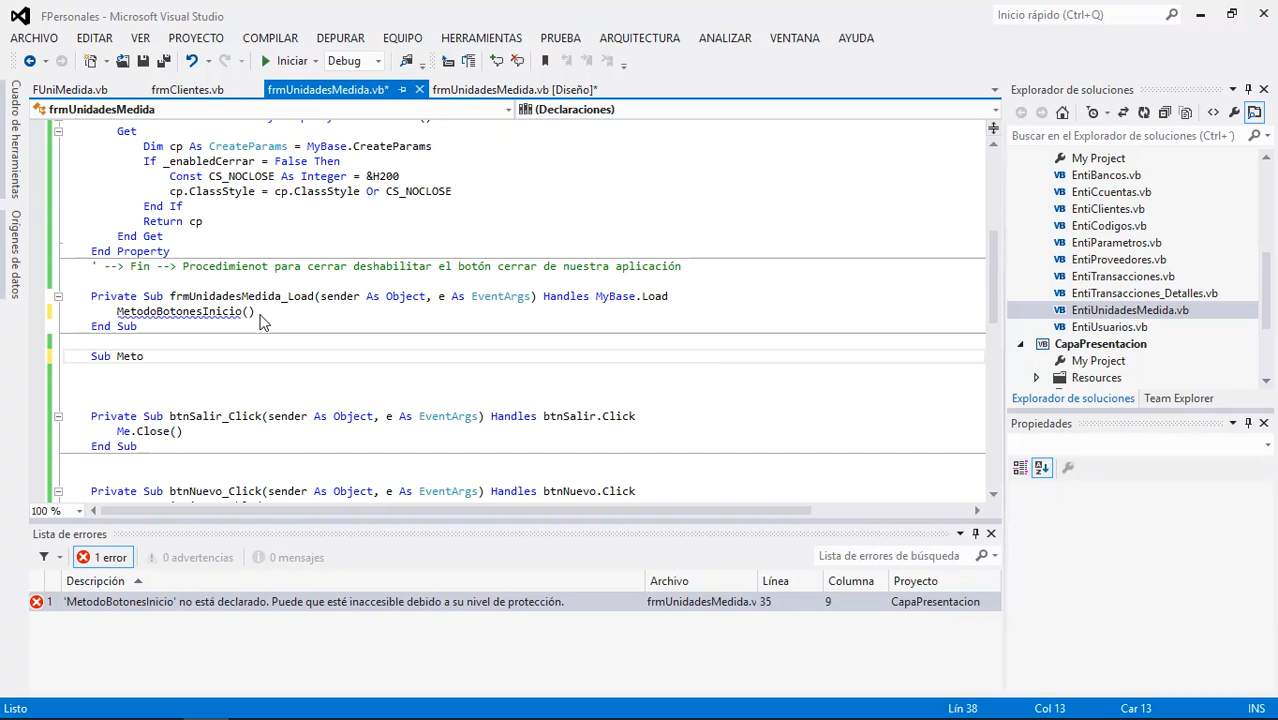 FPersonales - Microsoft Visual Studio
Inicio rápido (Ctrl+Q)
ARCHIVO EDITAR VER PROYECTO COMPILAR DEPURAR EQUIPO HERRAMIENTAS PRUEBA ARQUITECTURA ANALIZAR VENTANA AYUDA
Iniciar Debug
FUniMedida.vb frmClientes.vb frmUnidadesMedida.vb* frmUnidadesMedida.vb [Diseño]*
frmUnidadesMedida (Declaraciones)
Get
Dim cp As CreateParams = MyBase.CreateParams
If _enabledCerrar = False Then
Const CS_NOCLOSE As Integer = &H200
cp.ClassStyle = cp.ClassStyle Or CS_NOCLOSE
End If
Return cp
End Get
End Property
' --> Fin --> Procedimienot para cerrar deshabilitar el botón cerrar de nuestra aplicación
Private Sub frmUnidadesMedida_Load(sender As Object, e As EventArgs) Handles MyBase.Load
MetodoBotonesInicio()
End Sub
Sub Meto
Private Sub btnSalir_Click(sender As Object, e As EventArgs) Handles btnSalir.Click
Me.Close()
End Sub
Private Sub btnNuevo_Click(sender As Object, e As EventArgs) Handles btnNuevo.Click
100 %
Cuadro de herramientas
Orígenes de datos
Lista de errores
1 error 0 advertencias 0 mensajes
Lista de errores de búsqueda
Descripción Archivo Línea Columna Proyecto
1 'MetodoBotonesInicio' no está declarado. Puede que esté inaccesible debido a su nivel de protección. frmUnidadesMedida.v 35 9 CapaPresentacion
Explorador de soluciones
Buscar en el Explorador de soluciones (Ctrl+´)
My Project
VB EntiBancos.vb
VB EntiCcuentas.vb
VB EntiClientes.vb
VB EntiCodigos.vb
VB EntiParametros.vb
VB EntiProveedores.vb
VB EntiTransacciones.vb
VB EntiTransacciones_Detalles.vb
VB EntiUnidadesMedida.vb
VB EntiUsuarios.vb
VB CapaPresentacion
My Project
Resources
Explorador de soluciones Team Explorer
Propiedades
Listo Lín 38 Col 13 Car 13 INS